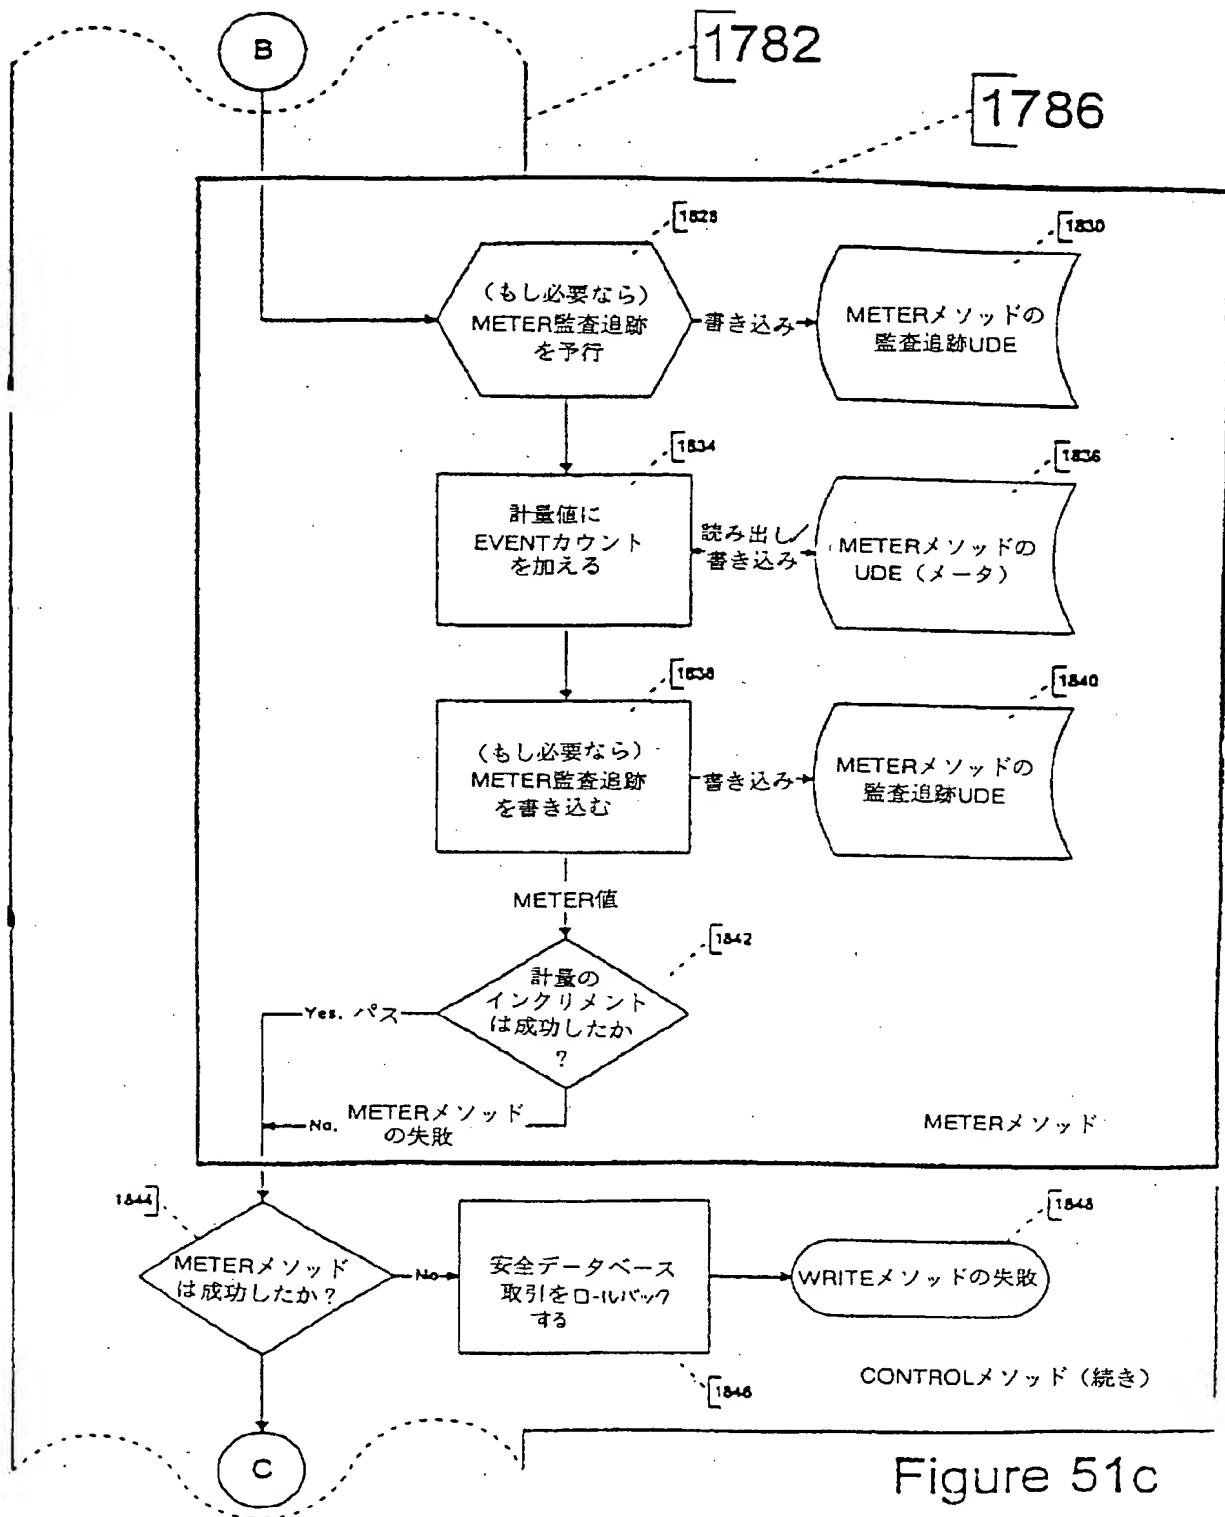 B
1782
1786
1828
(もし必要なら)
METER監査追跡
を予行
書き込み
1830
METERメソッドの
監査追跡UDE
1834
計量値に
EVENTカウント
を加える
読み出し/
書き込み
1836
METERメソッドの
UDE(メータ)
1838
(もし必要なら)
METER監査追跡
を書き込む
書き込み
1840
METERメソッドの
監査追跡UDE
METER値
1842
計量の
インクリメント
は成功したか
?
Yes. パス
No. METERメソッド
の失敗
METERメソッド
1844
METERメソッド
は成功したか?
No
安全データベース
取引をロールバック
する
1846
1848
WRITEメソッドの失敗
CONTROLメソッド(続き)
C
Figure 51c